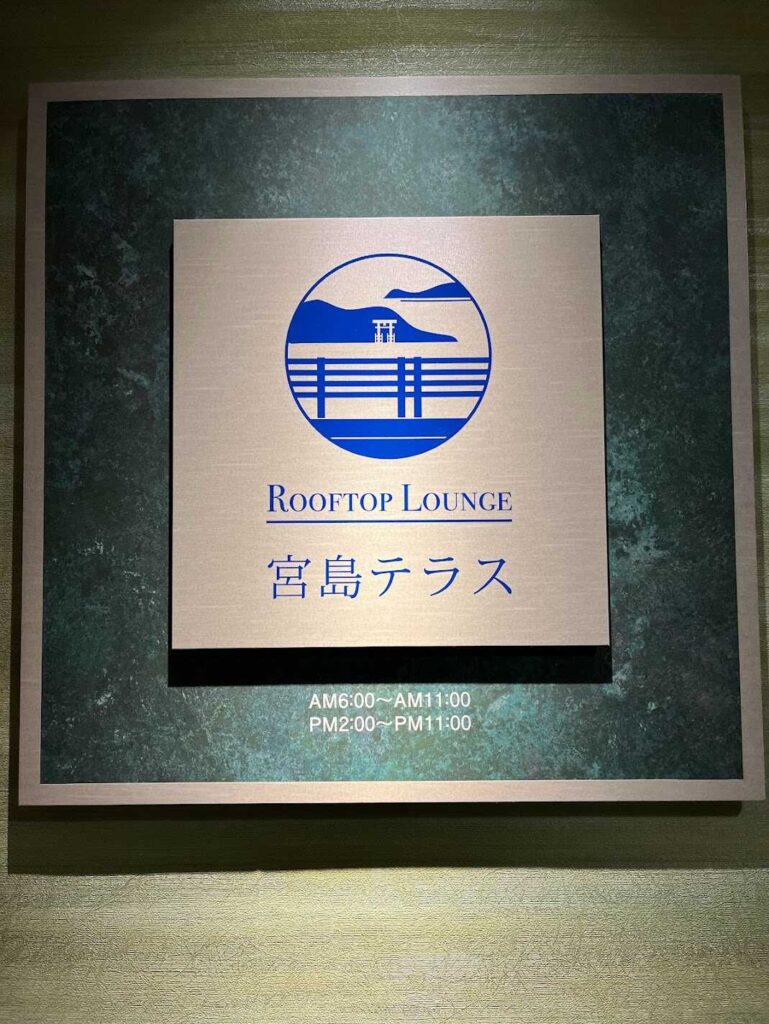 ROOFTOP LOUNGE
宮島テラス
AM6:00〜AM11:00
PM2:00〜PM11:00